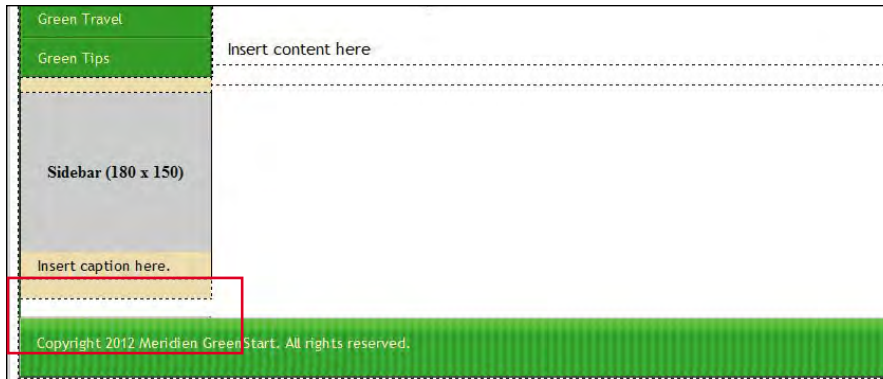 Green Travel
Green Tips
Insert content here
Sidebar (180 x 150)
Insert caption here.
Copyright 2012 Meridien GreenStart. All rights reserved.